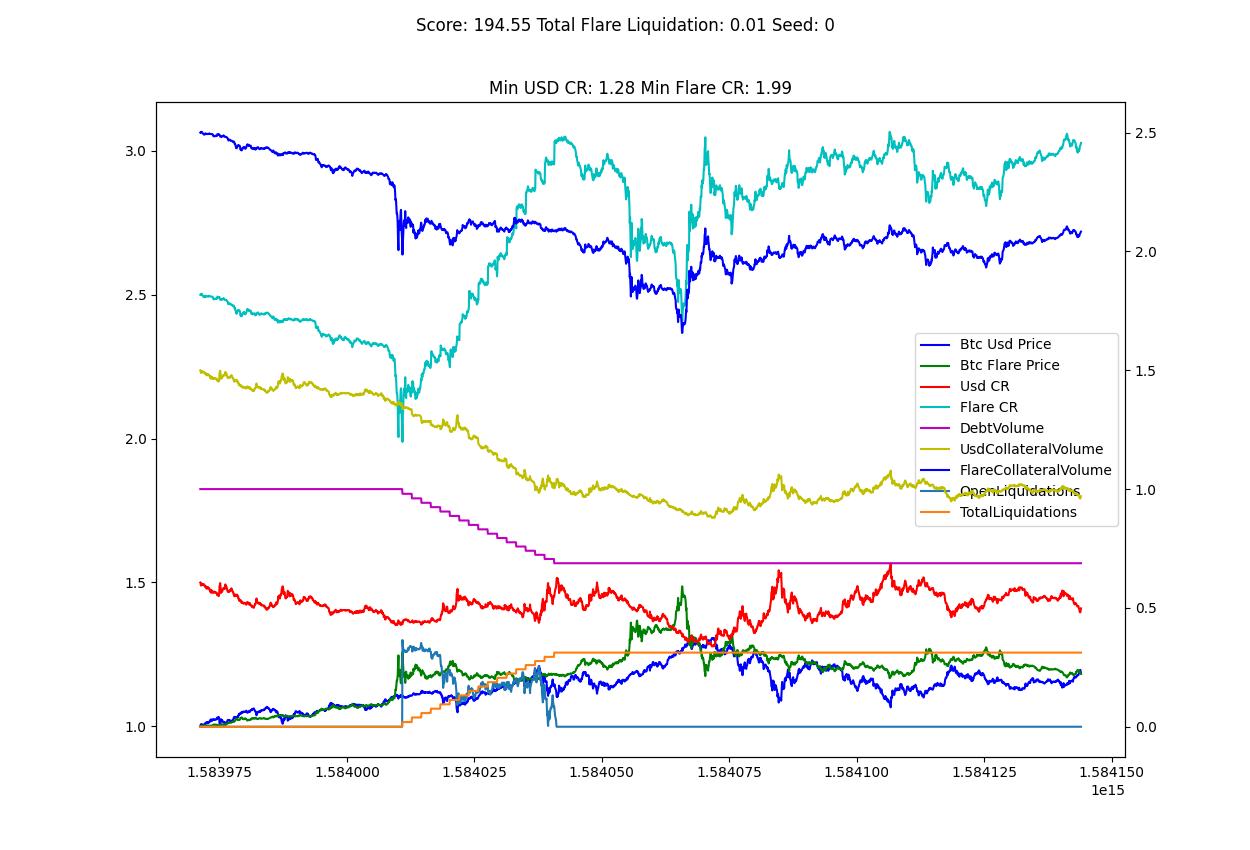 Score: 194.55 Total Flare Liquidation: 0.01 Seed: 0
Min USD CR: 1.28 Min Flare CR: 1.99
3.0
2.5
2.0
1.5
1.0
2.5
2.0
1.5
1.0
0.5
0.0
Btc Usd Price
Btc Flare Price
Usd CR
Flare CR
DebtVolume
UsdCollateralVolume
FlareCollateralVolume
OpenLiquidations
TotalLiquidations
1.583975 1.584000 1.584025 1.584050 1.584075 1.584100 1.584125 1.584150
1e15